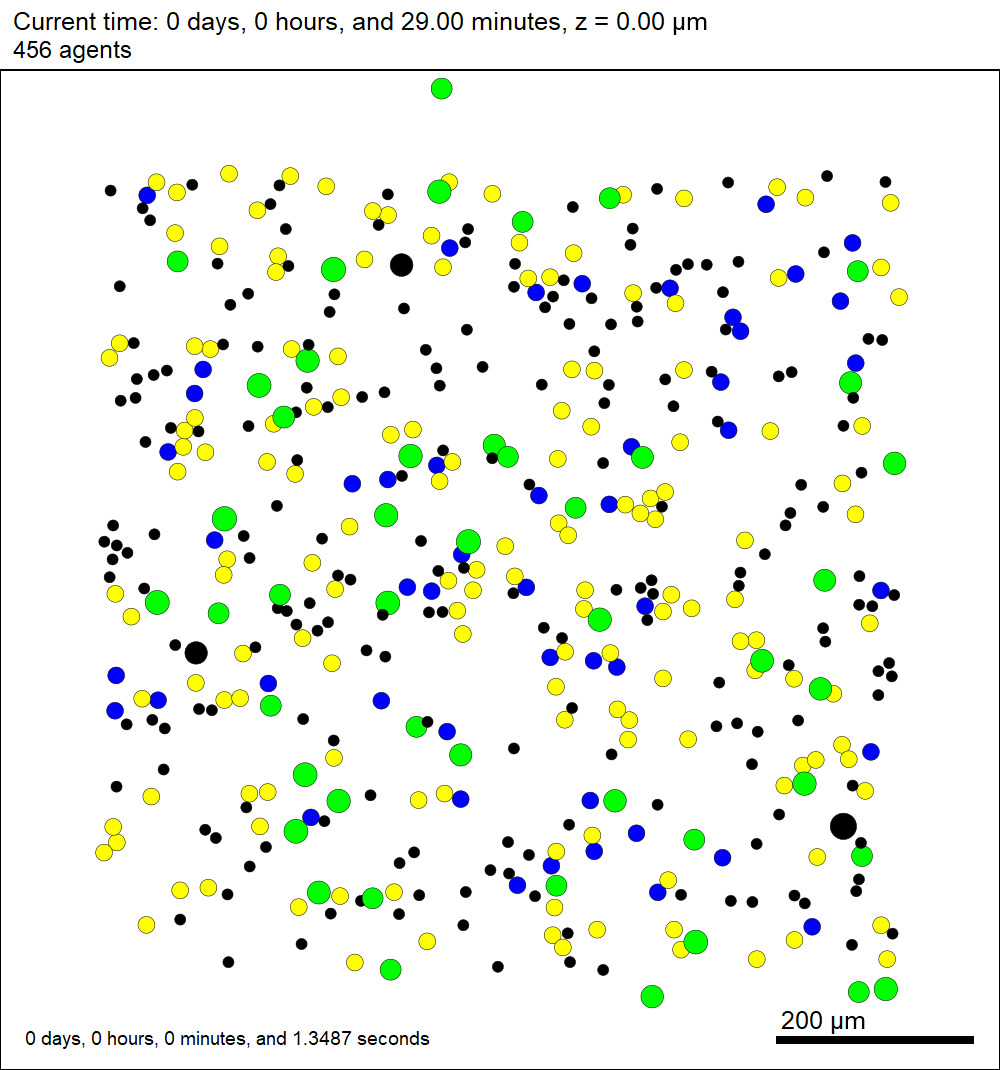 Current time: 0 days, 0 hours, and 29.00 minutes, z = 0.00 µm
456 agents
200 µm
0 days, 0 hours, 0 minutes, and 1.3487 seconds